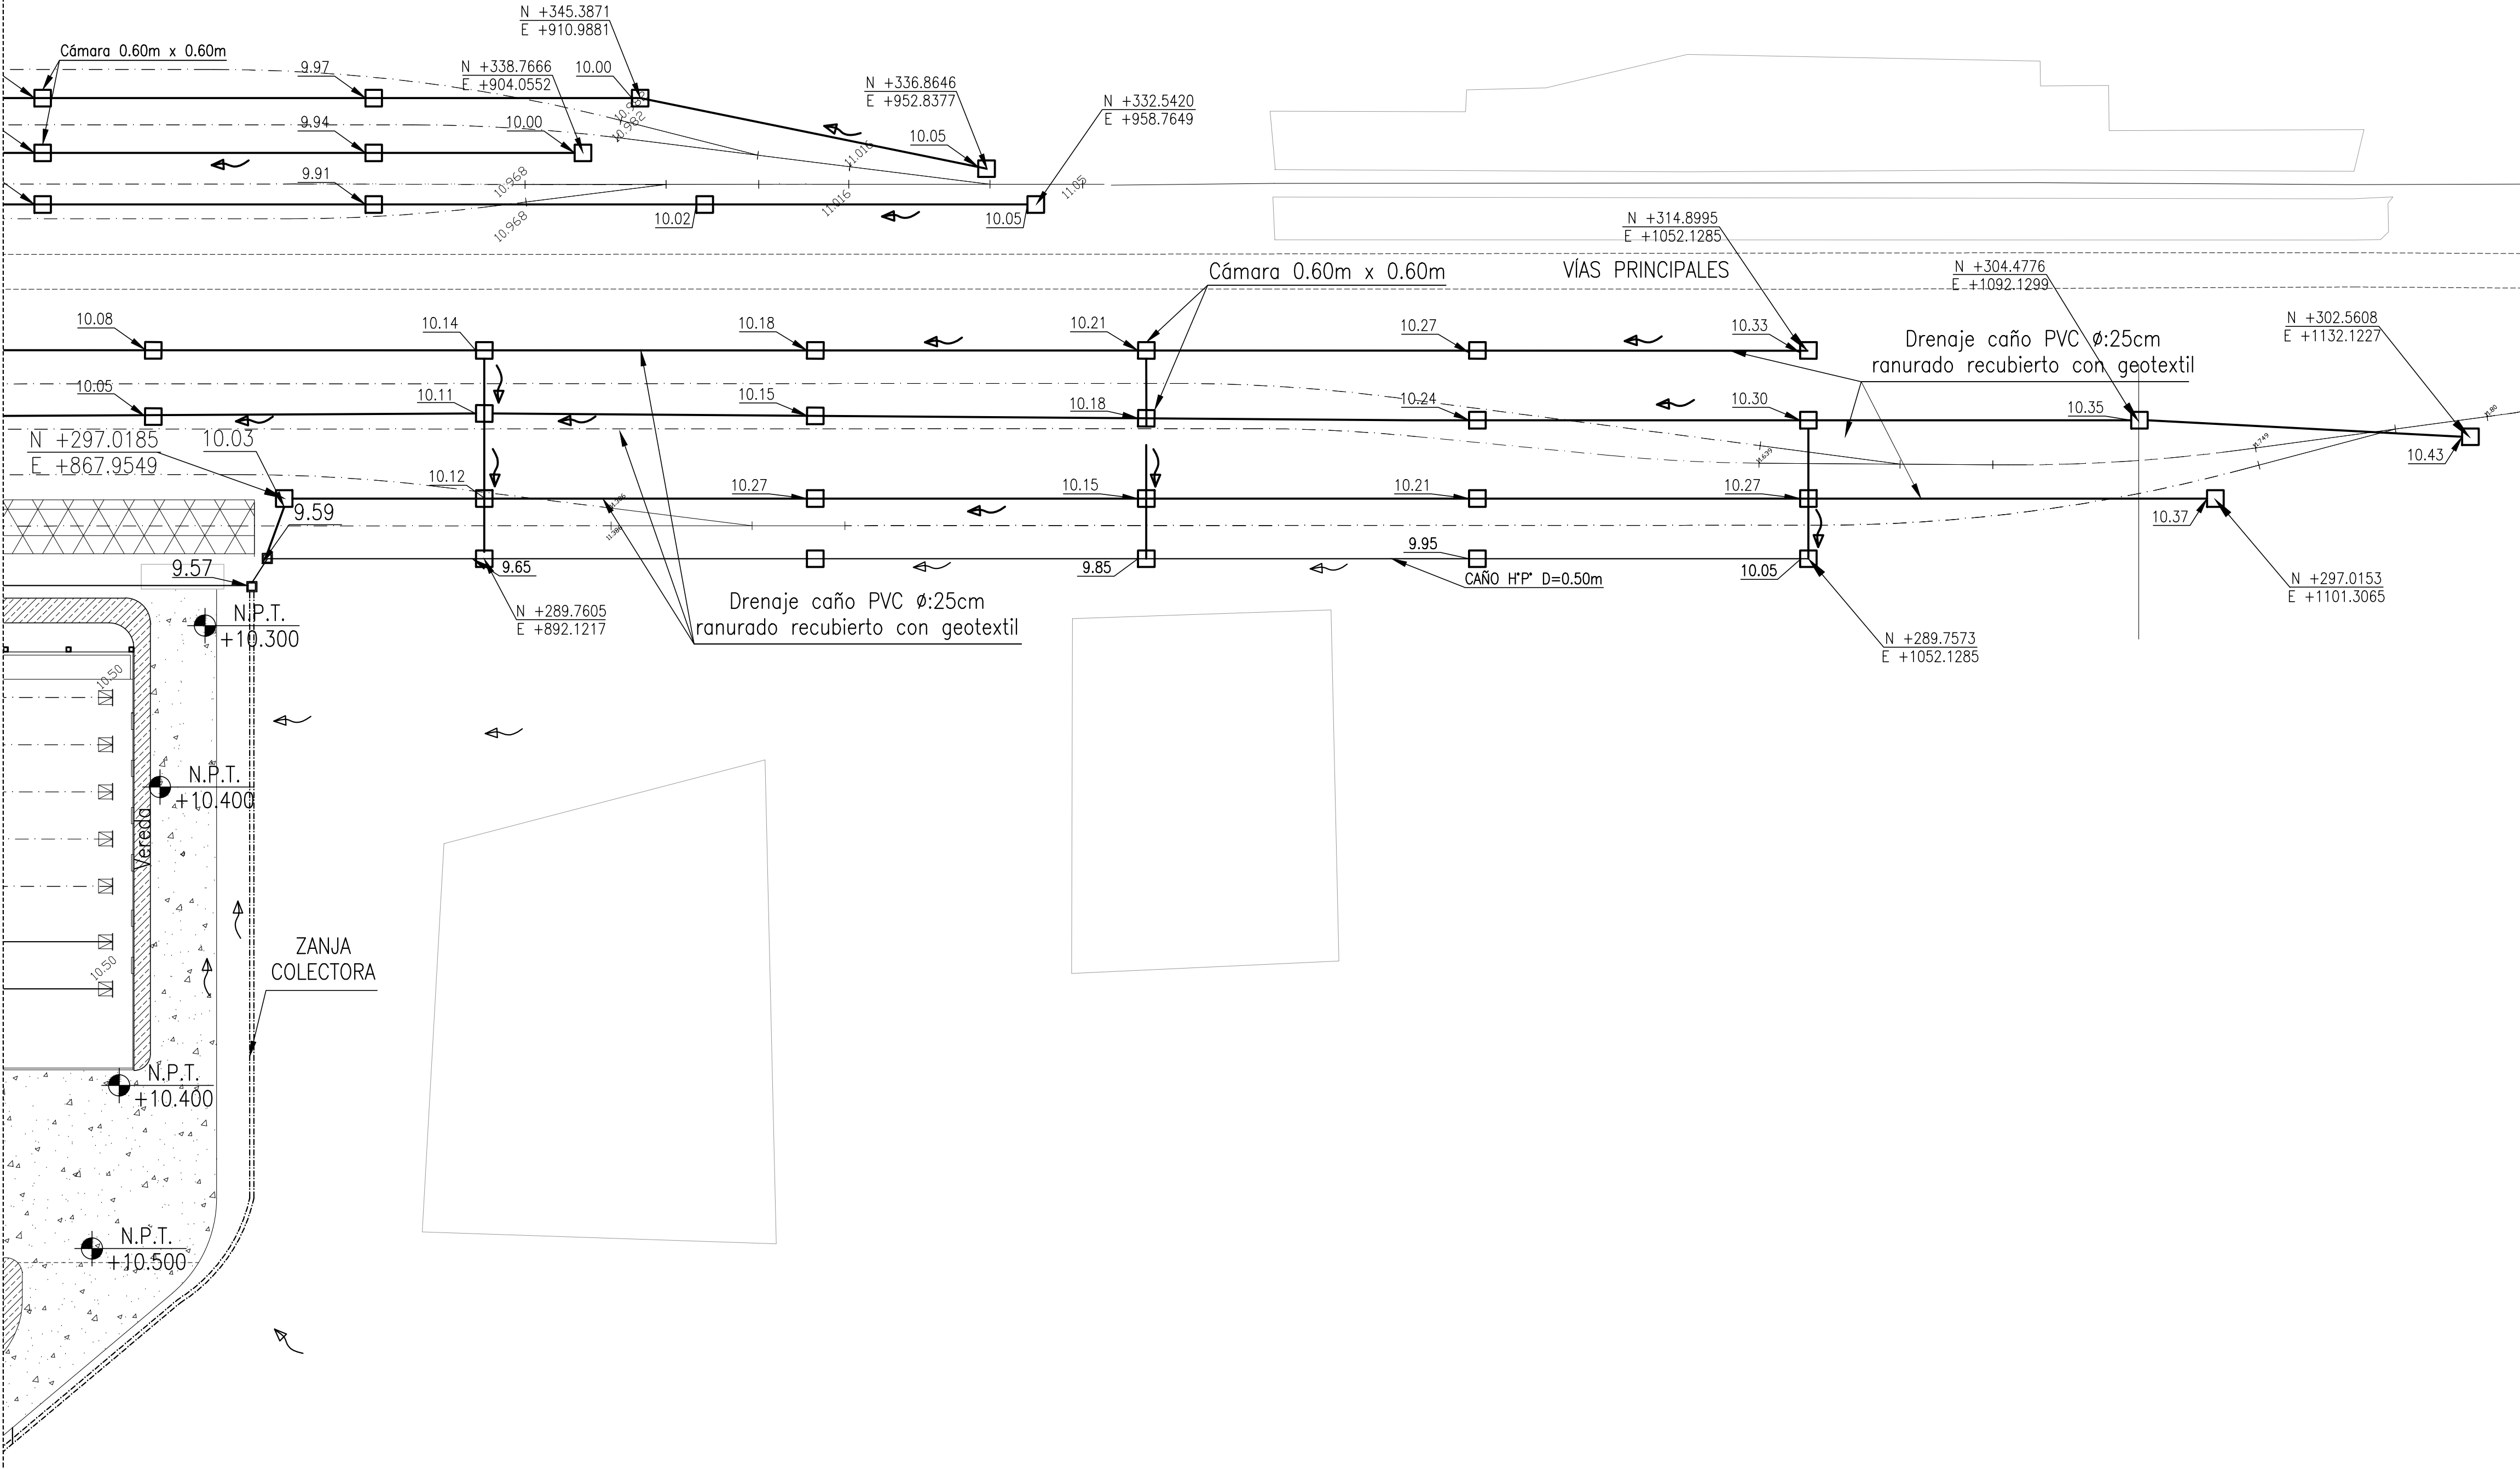 N +345.3871
E +910.9881
Cámara 0.60m x 0.60m
9.97
N +338.7666
E +904.0552
10.00
N +336.8646
E +952.8377
N +332.5420
E +958.7649
9.94
10.00
10.982
10.05
11.016
9.91
10.968
10.968
11.016
11.05
10.02
10.05
N +314.8995
E +1052.1285
Cámara 0.60m x 0.60m
VÍAS PRINCIPALES
N +304.4776
E +1092.1299
N +302.5608
E +1132.1227
10.08
10.14
10.18
10.21
10.27
10.33
Drenaje caño PVC ø:25cm
ranurado recubierto con geotextil
10.05
10.11
10.15
10.18
10.24
10.30
10.35
N +297.0185
E +867.9549
10.03
10.43
10.12
10.27
10.15
10.21
10.27
10.37
9.59
9.57
9.65
9.85
9.95
CAÑO H°P° D=0.50m
10.05
N +297.0153
E +1101.3065
N +289.7605
E +892.1217
Drenaje caño PVC ø:25cm
ranurado recubierto con geotextil
N +289.7573
E +1052.1285
N.P.T.
+10.300
10.50
N.P.T.
+10.400
Vereda
ZANJA
COLECTORA
10.50
N.P.T.
+10.400
N.P.T.
+10.500